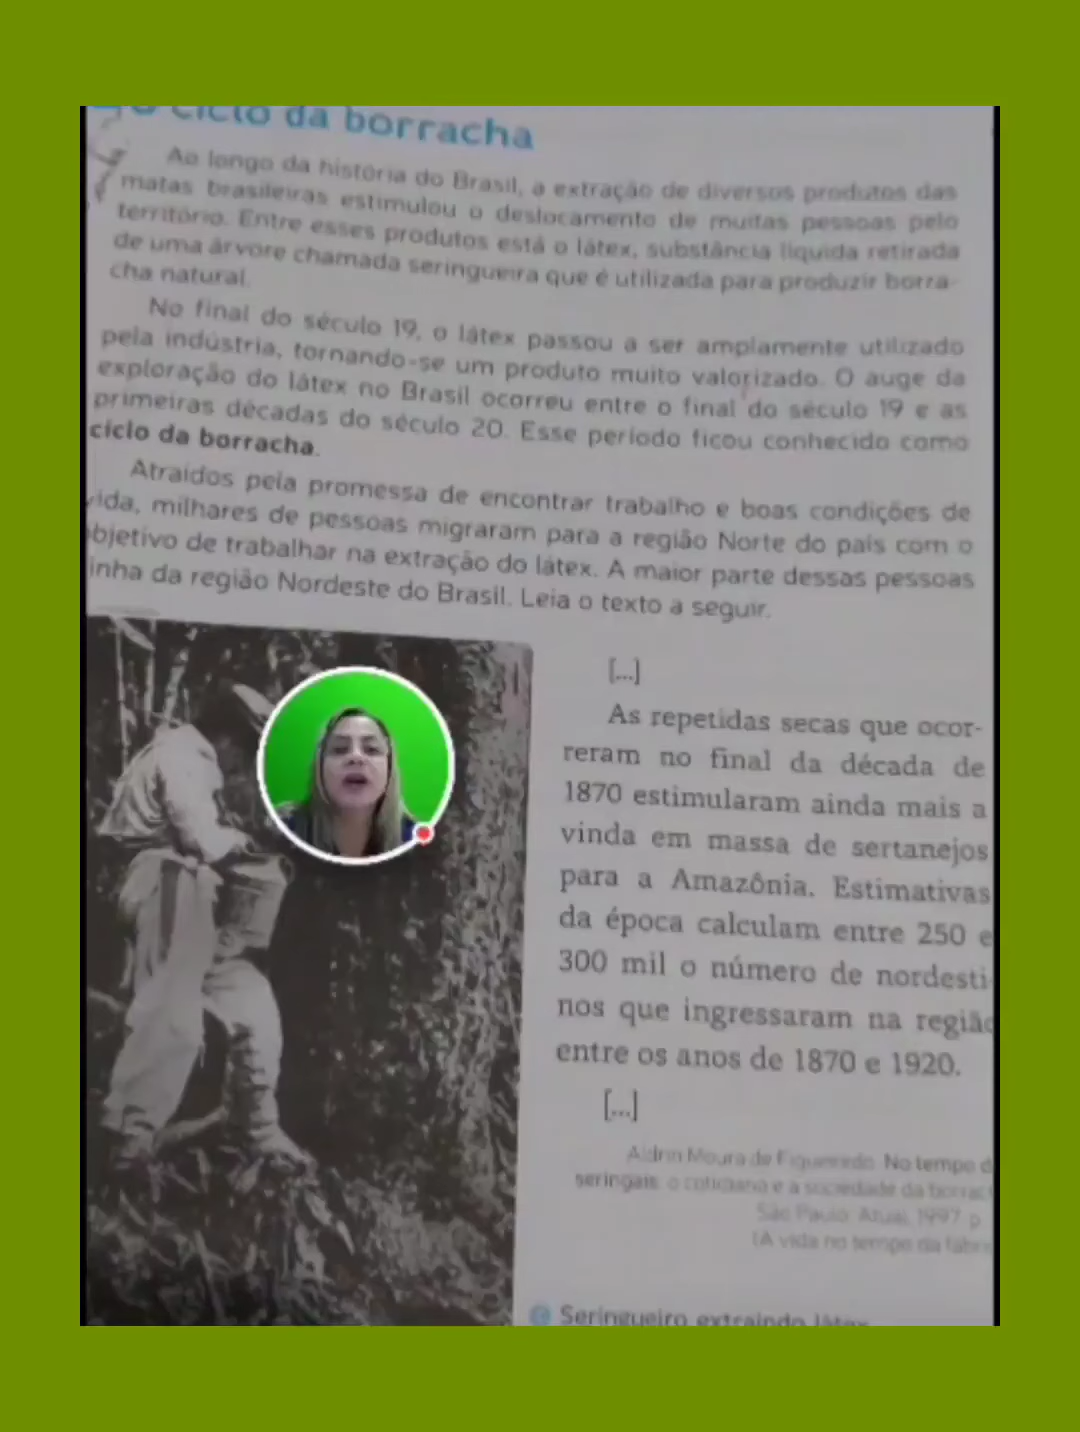 O ciclo da borracha
Ao longo da história do Brasil, a extração de diversos produtos das
matas brasileiras estimulou o deslocamento de muitas pessoas pelo
território. Entre esses produtos está o látex, substância líquida retirada
de uma árvore chamada seringueira que é utilizada para produzir borra-
cha natural.
No final do século 19, o látex passou a ser amplamente utilizado
pela indústria, tornando-se um produto muito valorizado. O auge da
exploração do látex no Brasil ocorreu entre o final do século 19 e as
primeiras décadas do século 20. Esse período ficou conhecido como
ciclo da borracha.
Atraídos pela promessa de encontrar trabalho e boas condições de
vida, milhares de pessoas migraram para a região Norte do país com o
objetivo de trabalhar na extração do látex. A maior parte dessas pessoas
inha da região Nordeste do Brasil. Leia o texto a seguir.
[...]
As repetidas secas que ocor-
reram no final da década de
1870 estimularam ainda mais a
vinda em massa de sertanejos
para a Amazônia. Estimativas
da época calculam entre 250 e
300 mil o número de nordesti-
nos que ingressaram na região
entre os anos de 1870 e 1920.
[...]
Aldrin Moura de Figueiredo. No tempo d
seringais: o cotidiano e a sociedade da borrac
São Paulo: Atual, 1997. p.
(A vida no tempo da fábric
Seringueiro extraindo látex